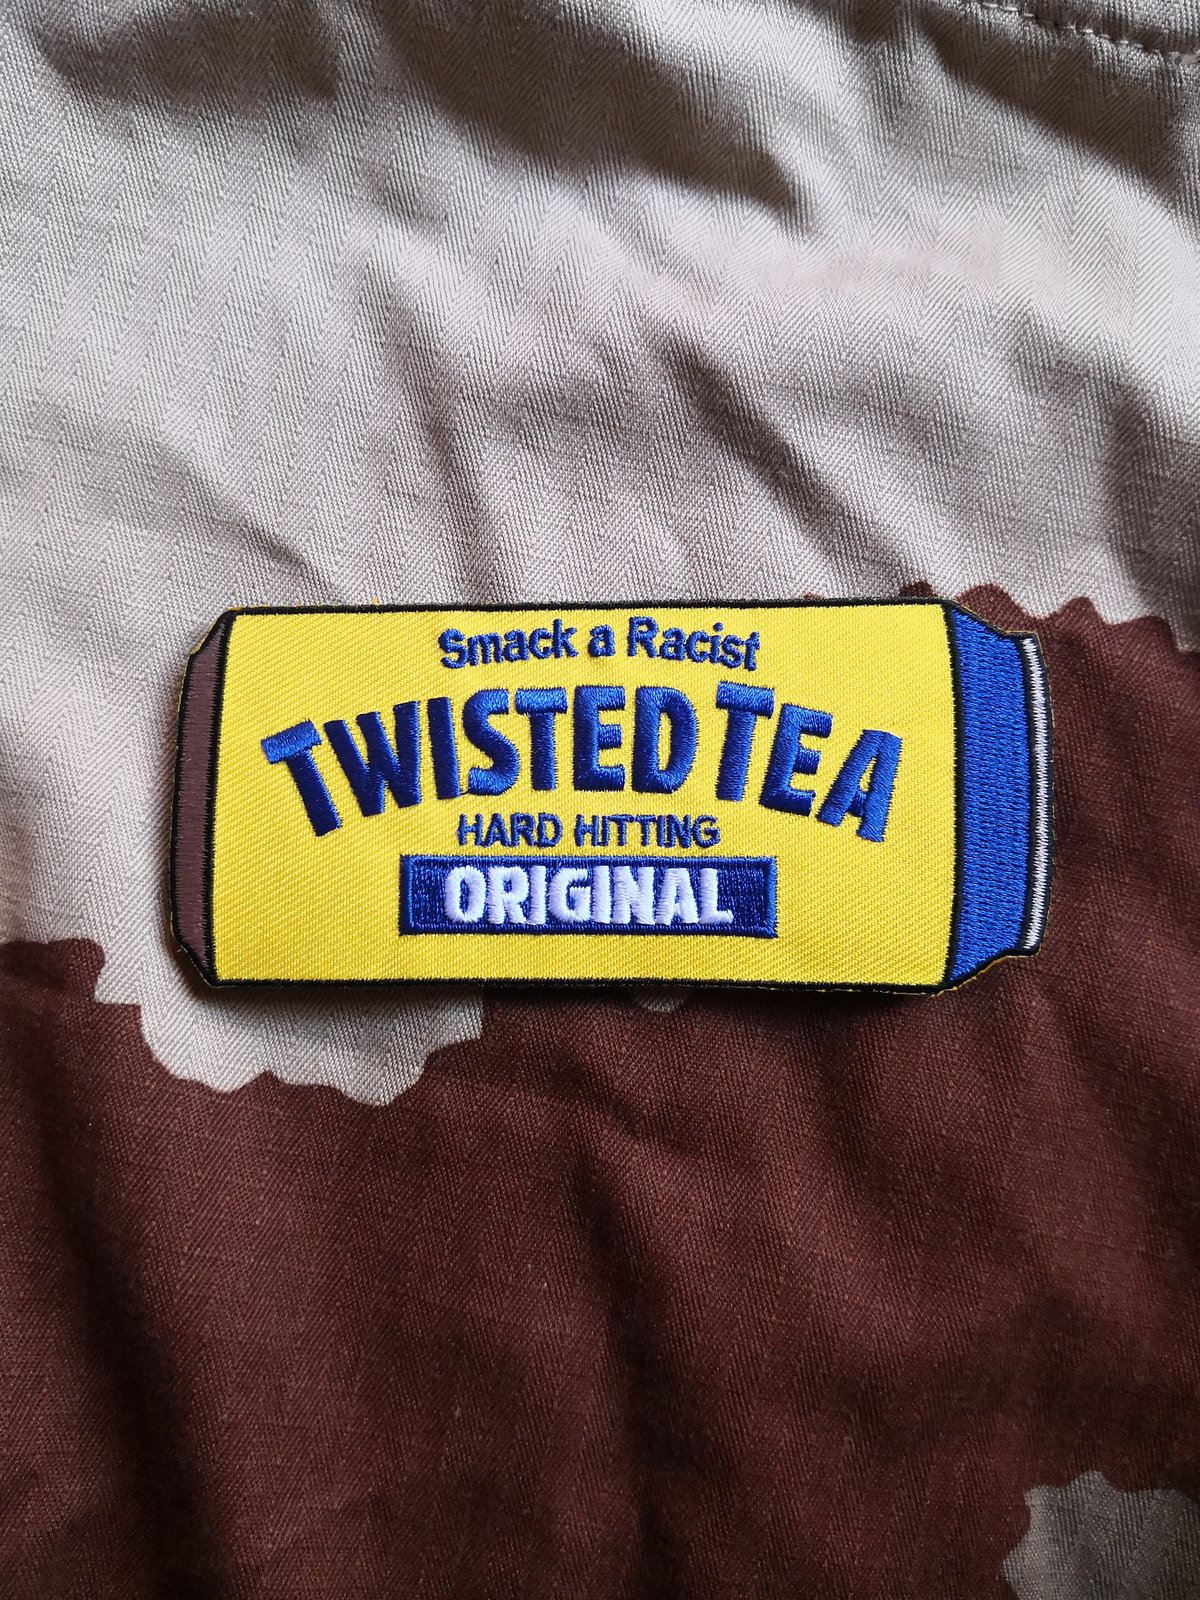 Smack a Racist
TWISTED TEA
HARD HITTING
ORIGINAL